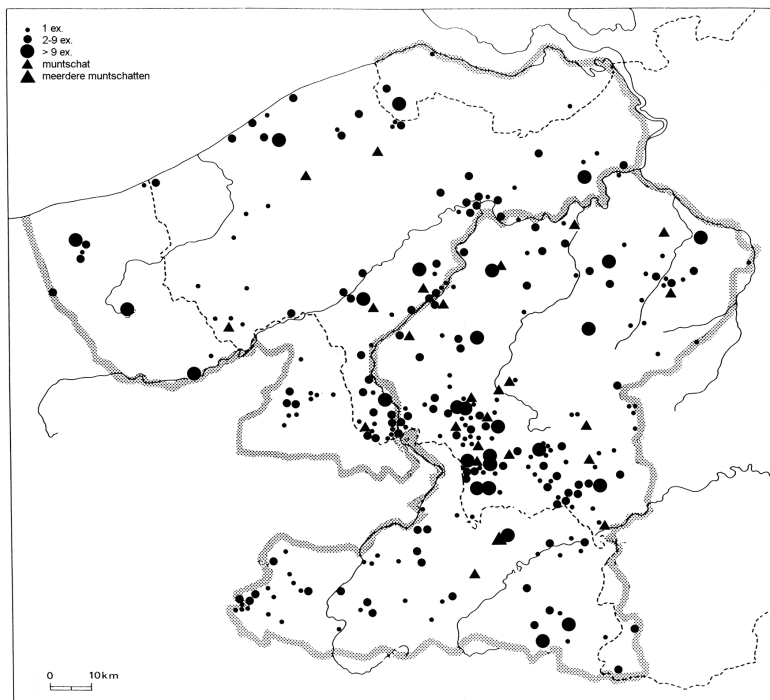 1 ex.
2-9 ex.
> 9 ex.
muntschat
meerdere muntschatten
0 10km